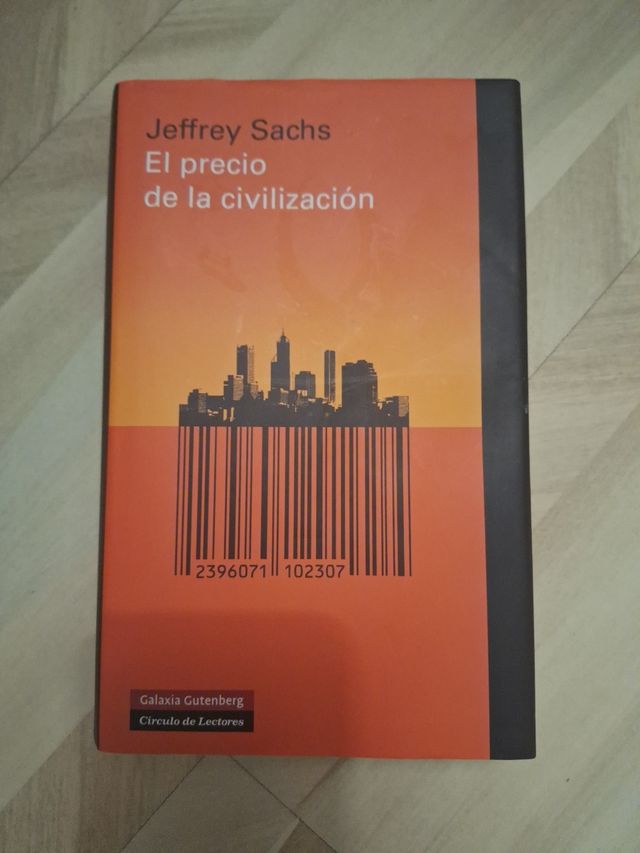 Jeffrey Sachs
El precio
de la civilización
2396071 102307
Galaxia Gutenberg
Círculo de Lectores